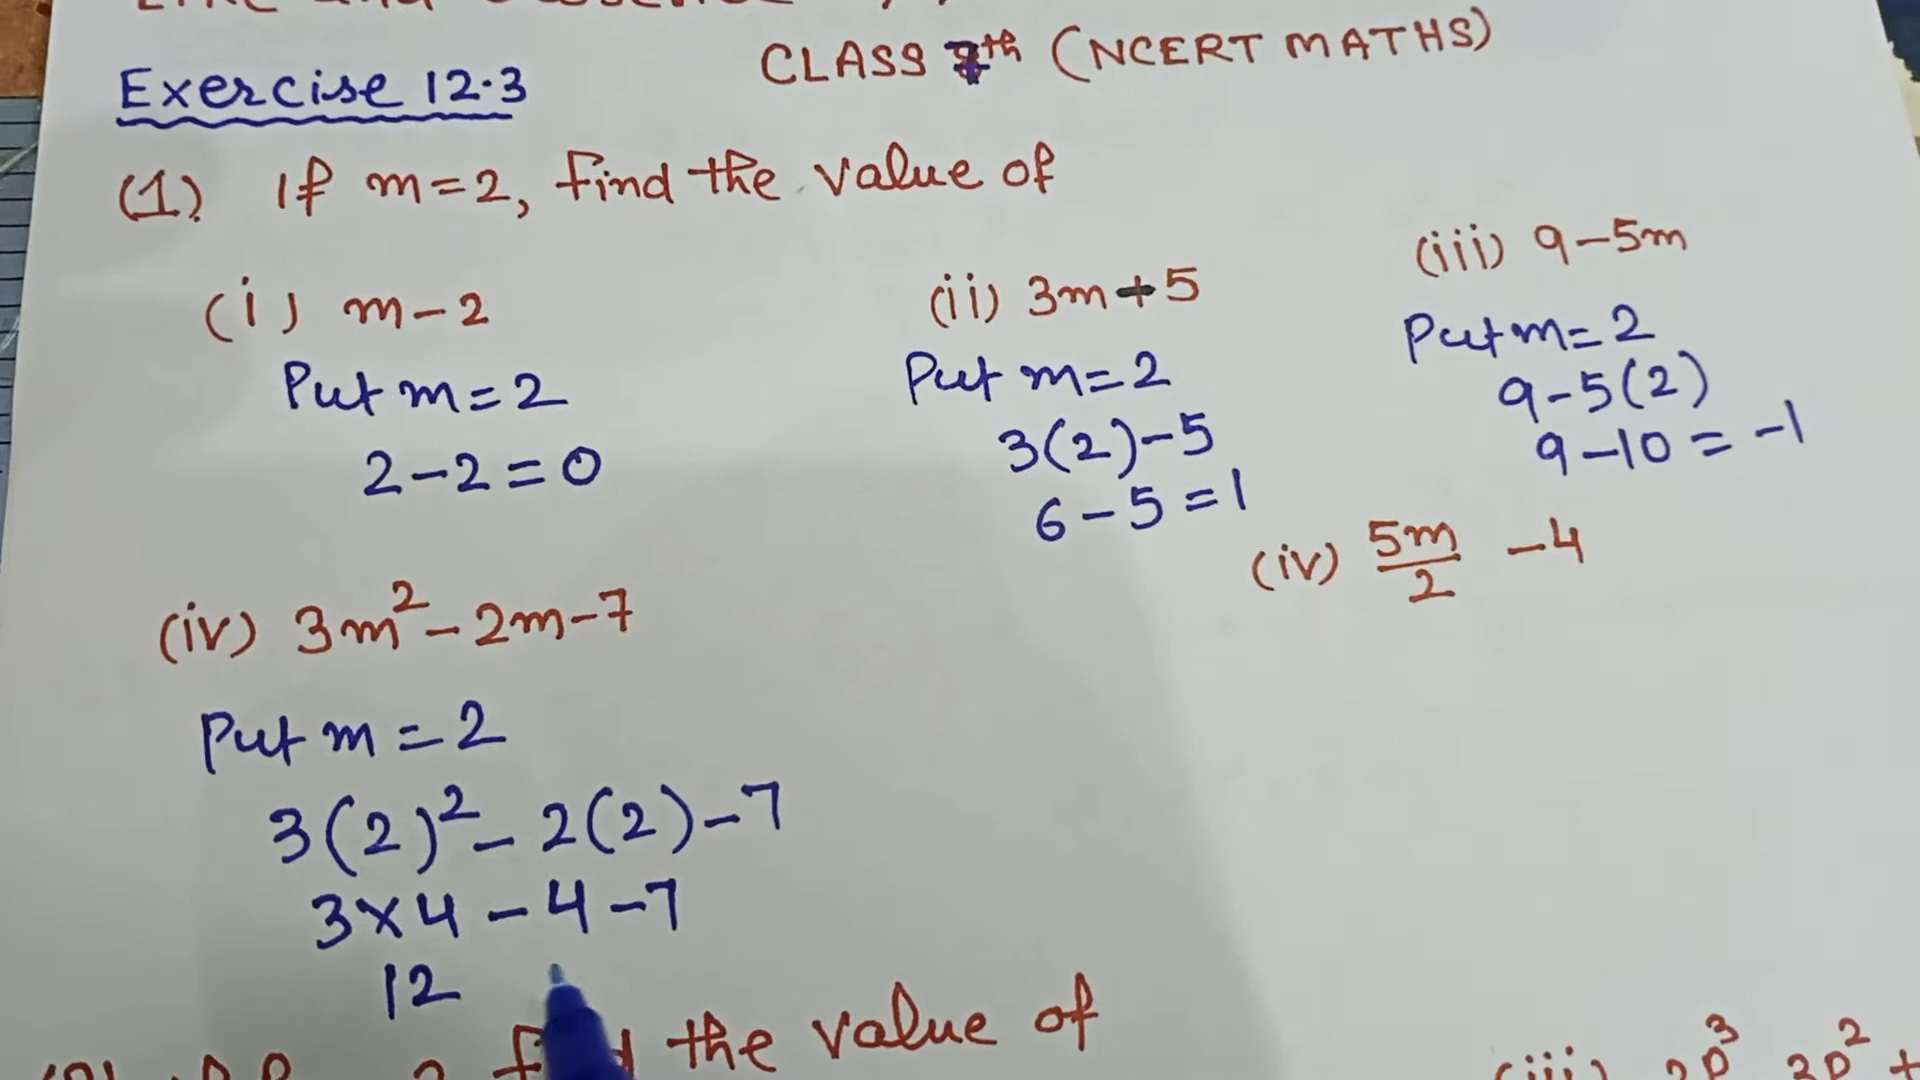 CLASS 7th (NCERT MATHS)
Exercise 12.3
(1) If m=2, find the value of
(i) m-2
Put m=2
2-2=0
(ii) 3m+5
Put m=2
3(2)-5
6-5=1
(iii) 9-5m
Put m=2
9-5(2)
9-10=-1
(iv) 3m²-2m-7
Put m=2
3(2)²-2(2)-7
3×4-4-7
12
(iv) 5m/2 -4
the value of